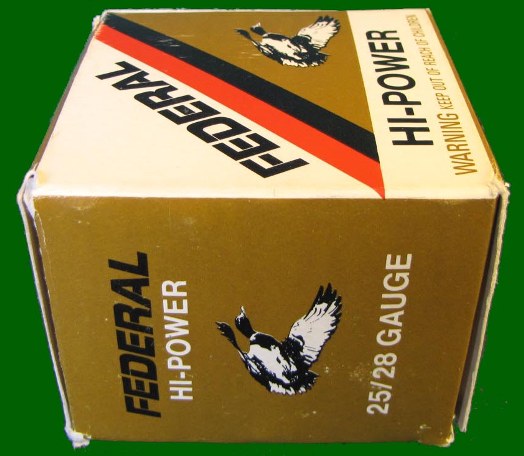 FEDERAL
HI-POWER
WARNING KEEP OUT OF REACH OF CHILDREN
FEDERAL
HI-POWER
25/28 GAUGE